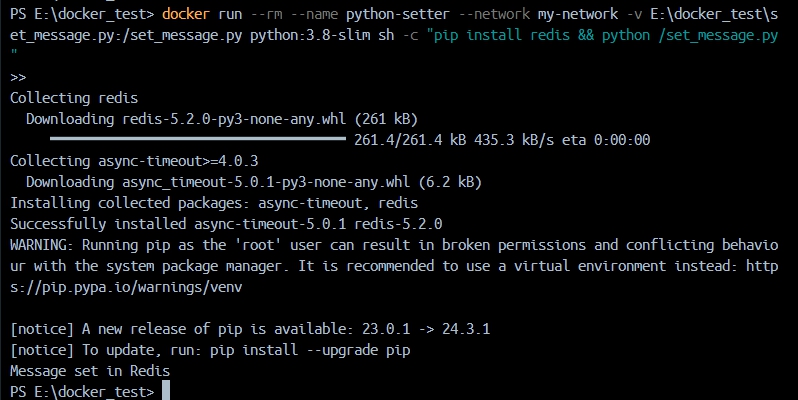 PS E:\docker_test> docker run --rm --name python-setter --network my-network -v E:\docker_test\s
et_message.py:/set_message.py python:3.8-slim sh -c "pip install redis && python /set_message.py
"
>>
Collecting redis
  Downloading redis-5.2.0-py3-none-any.whl (261 kB)
     ━━━━━━━━━━━━━━━━━━━━━━━━━━━━━━━━━━━━━ 261.4/261.4 kB 435.3 kB/s eta 0:00:00
Collecting async-timeout>=4.0.3
  Downloading async_timeout-5.0.1-py3-none-any.whl (6.2 kB)
Installing collected packages: async-timeout, redis
Successfully installed async-timeout-5.0.1 redis-5.2.0
WARNING: Running pip as the 'root' user can result in broken permissions and conflicting behavio
ur with the system package manager. It is recommended to use a virtual environment instead: http
s://pip.pypa.io/warnings/venv

[notice] A new release of pip is available: 23.0.1 -> 24.3.1
[notice] To update, run: pip install --upgrade pip
Message set in Redis
PS E:\docker_test>